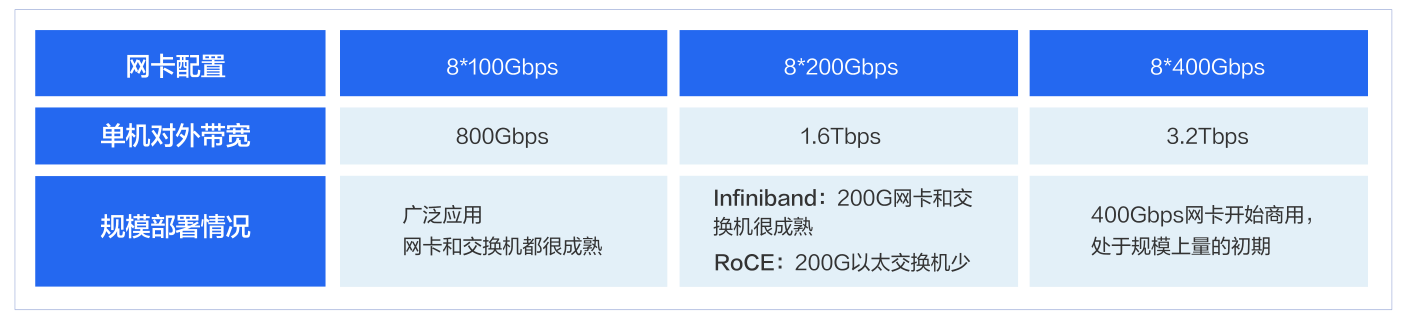 网卡配置 8*100Gbps 8*200Gbps 8*400Gbps
单机对外带宽 800Gbps 1.6Tbps 3.2Tbps
规模部署情况
广泛应用
网卡和交换机都很成熟
Infiniband：200G网卡和交
换机很成熟
RoCE：200G以太交换机少
400Gbps网卡开始商用，
处于规模上量的初期